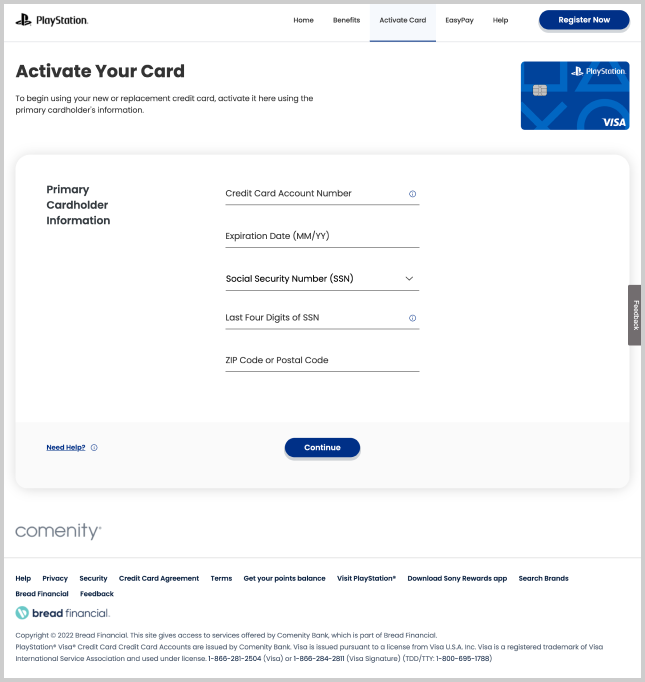 PlayStation.
Home Benefits Activate Card EasyPay Help Register Now
Activate Your Card
To begin using your new or replacement credit card, activate it here using the
primary cardholder's information.
PlayStation
VISA
Primary
Cardholder
Information
Credit Card Account Number
Expiration Date (MM/YY)
Social Security Number (SSN)
Last Four Digits of SSN
ZIP Code or Postal Code
Feedback
Need Help?
Continue
comenity®
Help Privacy Security Credit Card Agreement Terms Get your points balance Visit PlayStation® Download Sony Rewards app Search Brands
Bread Financial Feedback
bread financial.
Copyright © 2022 Bread Financial. This site gives access to services offered by Comenity Bank, which is part of Bread Financial.
PlayStation® Visa® Credit Card Credit Card Accounts are issued by Comenity Bank. Visa is issued pursuant to a license from Visa U.S.A. Inc. Visa is a registered trademark of Visa
International Service Association and used under license. 1-866-281-2504 (Visa) or 1-866-284-2811 (Visa Signature) (TDD/TTY: 1-800-695-1788)